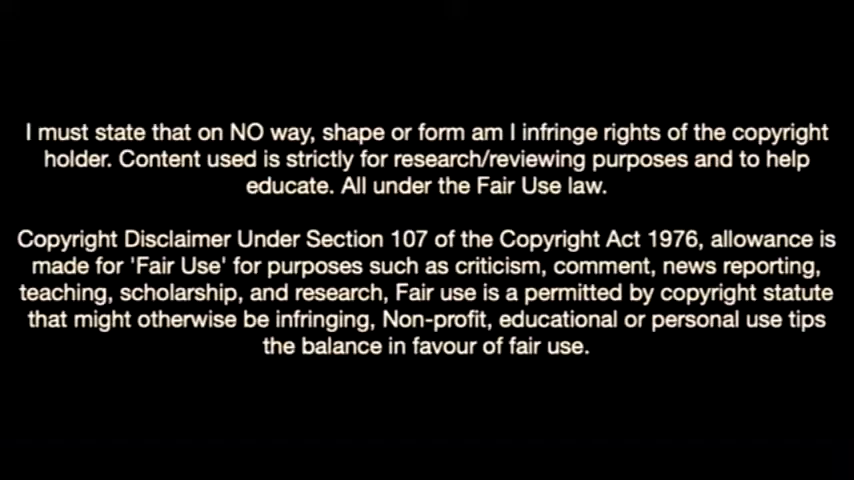 I must state that on NO way, shape or form am I infringe rights of the copyright
holder. Content used is strictly for research/reviewing purposes and to help
educate. All under the Fair Use law.
Copyright Disclaimer Under Section 107 of the Copyright Act 1976, allowance is
made for 'Fair Use' for purposes such as criticism, comment, news reporting,
teaching, scholarship, and research, Fair use is a permitted by copyright statute
that might otherwise be infringing, Non-profit, educational or personal use tips
the balance in favour of fair use.